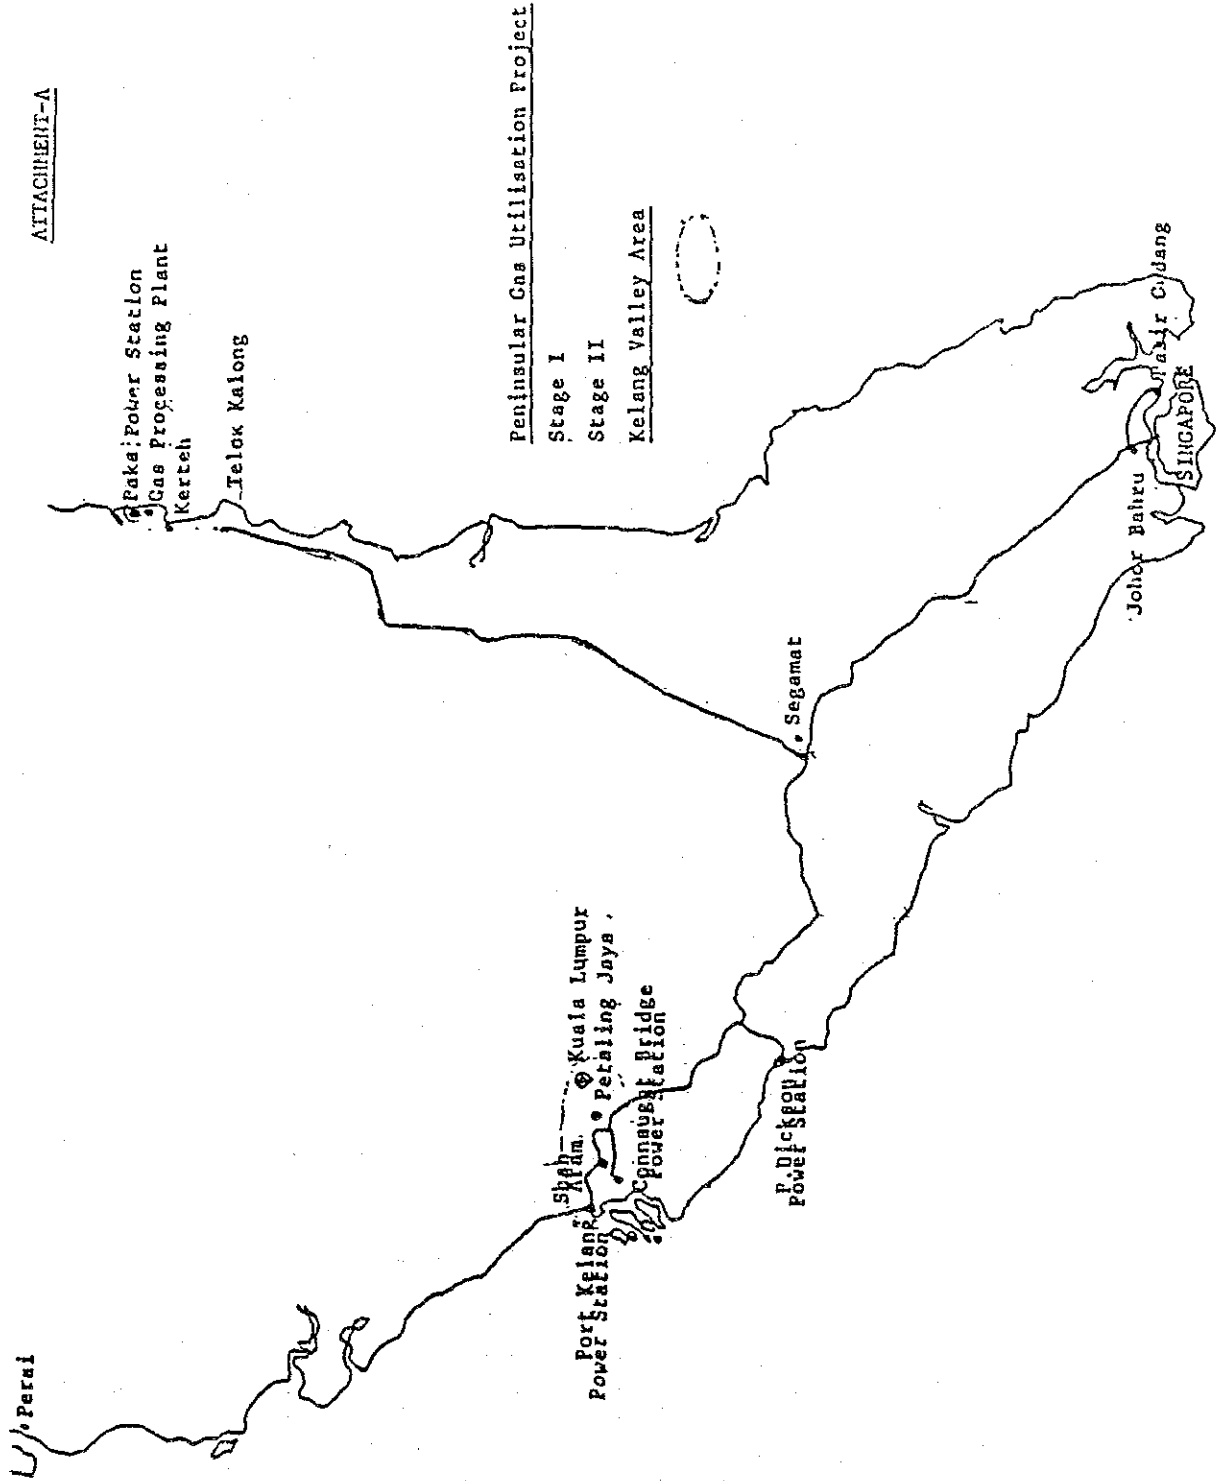 ATTACHMENT-A
Paka Power Station
Gas Processing Plant
Kerteh
Telok Kalong
Peninsular Gas Utilisation Project
Stage I
Stage II
Kelang Valley Area
Perai
Kuala Lumpur
Petaling Jaya
Shah
Alam
Connaught Bridge
Power Station
Port Kelang
Power Station
P.Dickson
Power Station
Segamat
Johor Bahru
Pasir Gudang
SINGAPORE